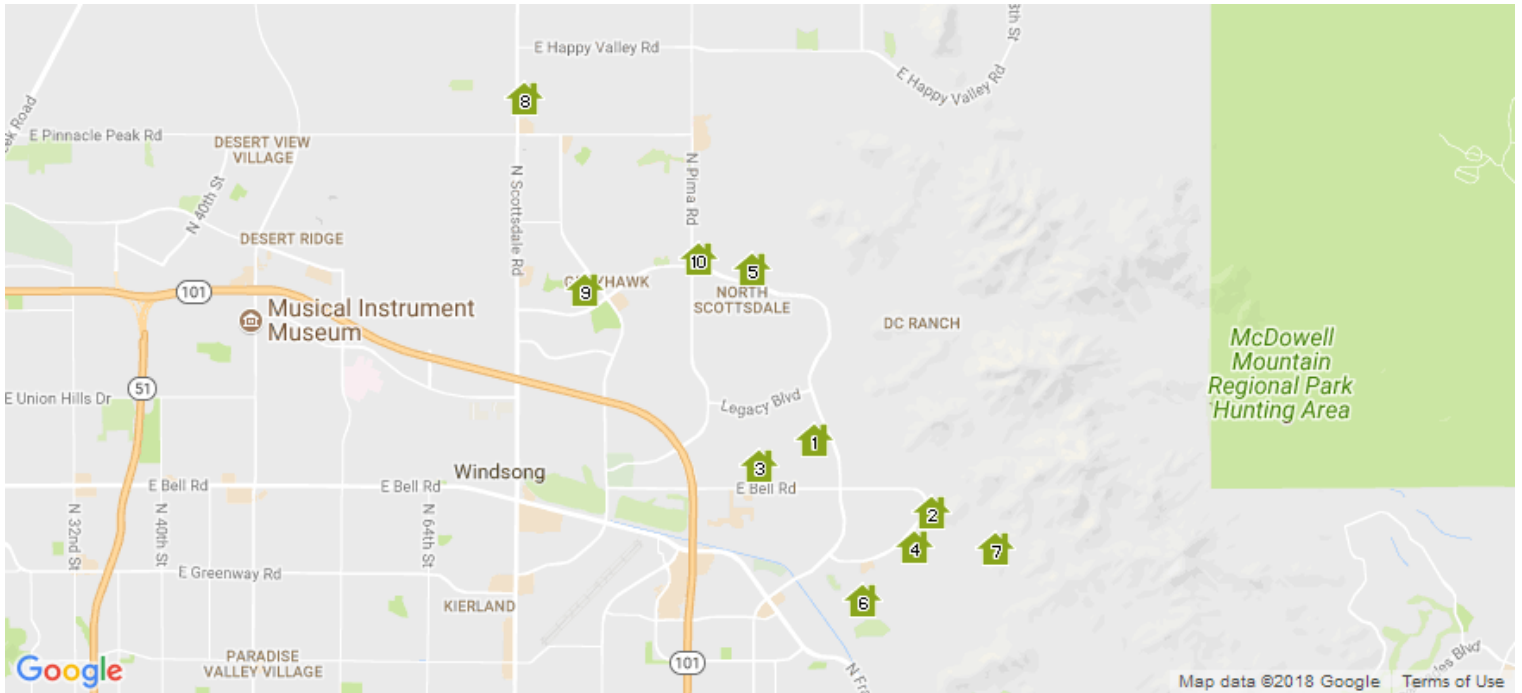 E Happy Valley Rd
8th St
E Happy Valley Rd
8
E Pinnacle Peak Rd
DESERT VIEW
VILLAGE
N 40th St
N Scottsdale Rd
N Pima Rd
DESERT RIDGE
10
5
9
101
NORTH
SCOTTSDALE
Musical Instrument
Museum
DC RANCH
McDowell
Mountain
Regional Park
Hunting Area
51
E Union Hills Dr
Legacy Blvd
1
3
Windsong
E Bell Rd
E Bell Rd
E Bell Rd
N 32nd St
N 40th St
N 64th St
2
4
7
E Greenway Rd
6
KIERLAND
PARADISE
VALLEY VILLAGE
101
Google
Map data ©2018 Google
Terms of Use